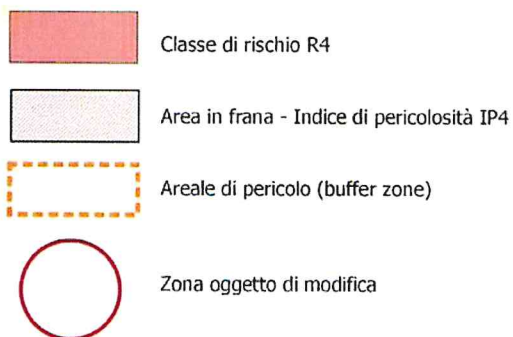 Classe di rischio R4
Area in frana - Indice di pericolosità IP4
Areale di pericolo (buffer zone)
Zona oggetto di modifica